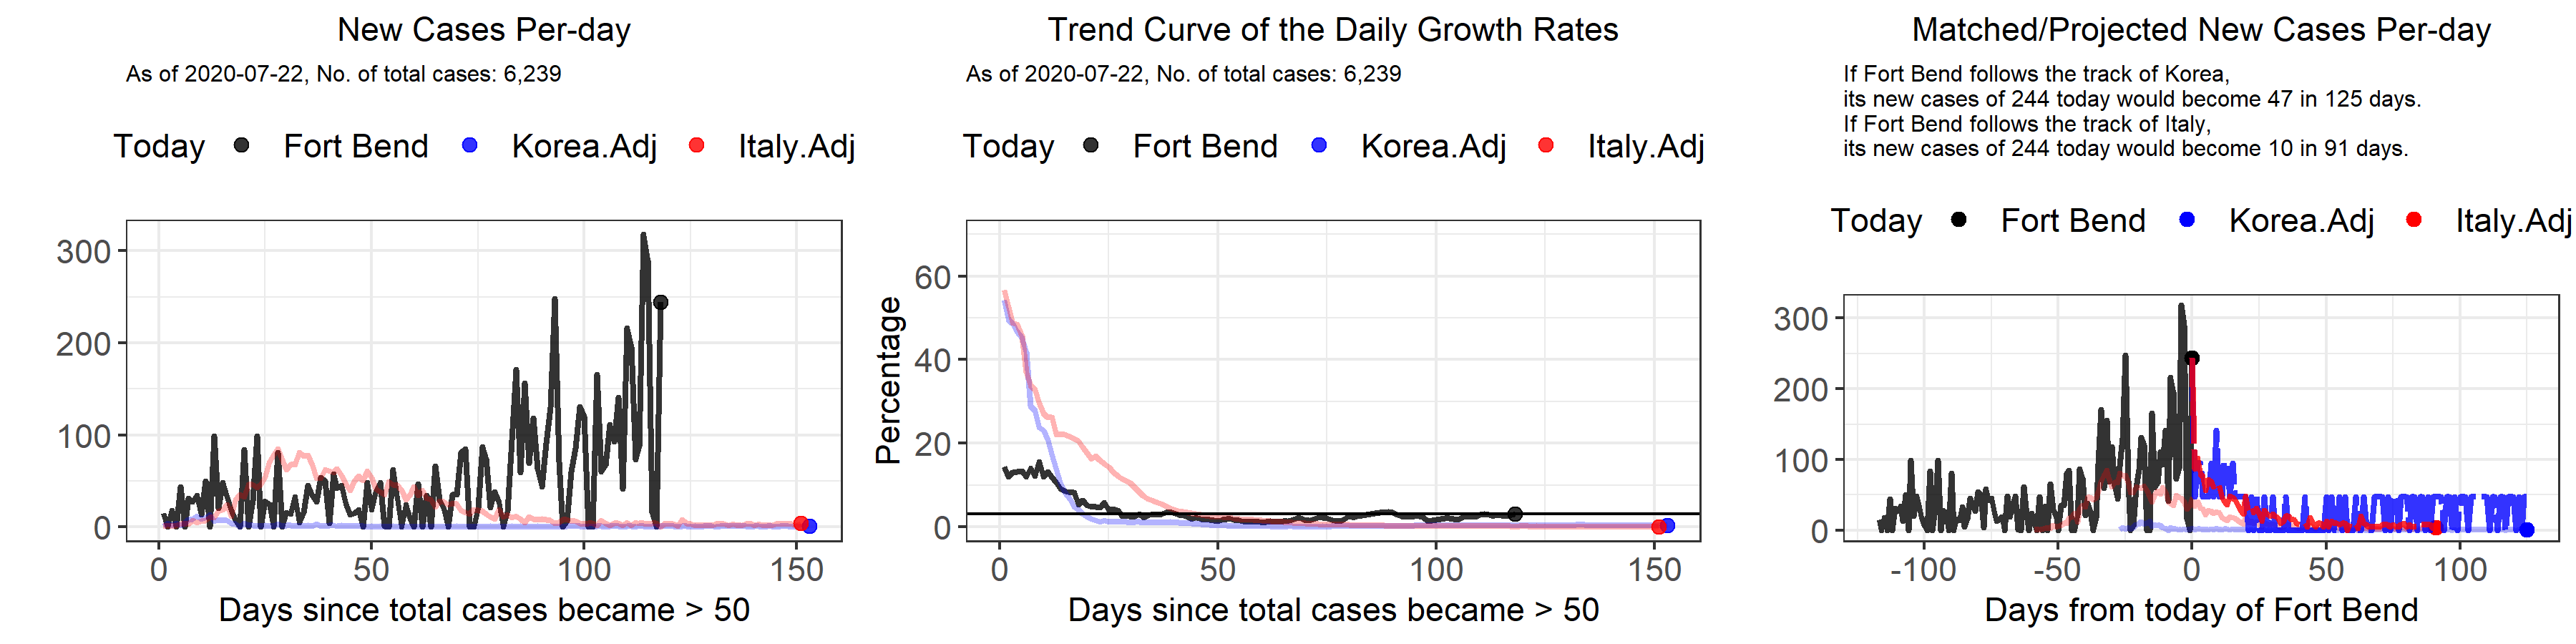 New Cases Per-day
As of 2020-07-22, No. of total cases: 6,239
Today Fort Bend Korea.Adj Italy.Adj
300
200
100
0
0 50 100 150
Days since total cases became > 50
Trend Curve of the Daily Growth Rates
As of 2020-07-22, No. of total cases: 6,239
Today Fort Bend Korea.Adj Italy.Adj
Percentage
60
40
20
0
0 50 100 150
Days since total cases became > 50
Matched/Projected New Cases Per-day
If Fort Bend follows the track of Korea,
its new cases of 244 today would become 47 in 125 days.
If Fort Bend follows the track of Italy,
its new cases of 244 today would become 10 in 91 days.
Today Fort Bend Korea.Adj Italy.Adj
300
200
100
0
-100 -50 0 50 100
Days from today of Fort Bend